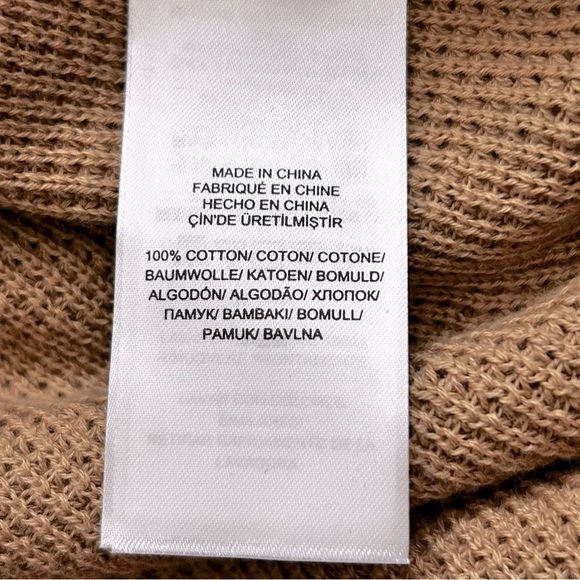 MADE IN CHINA
FABRIQUÉ EN CHINE
HECHO EN CHINA
ÇİN'DE ÜRETİLMİŞTİR
100% COTTON/ COTON/ COTONE/
BAUMWOLLE/ KATOEN/ BOMULD/
ALGODÓN/ ALGODÃO/ ХЛОПОК/
ПАМУК/ BAMBAKI/ BOMULL/
PAMUK/ BAVLNA